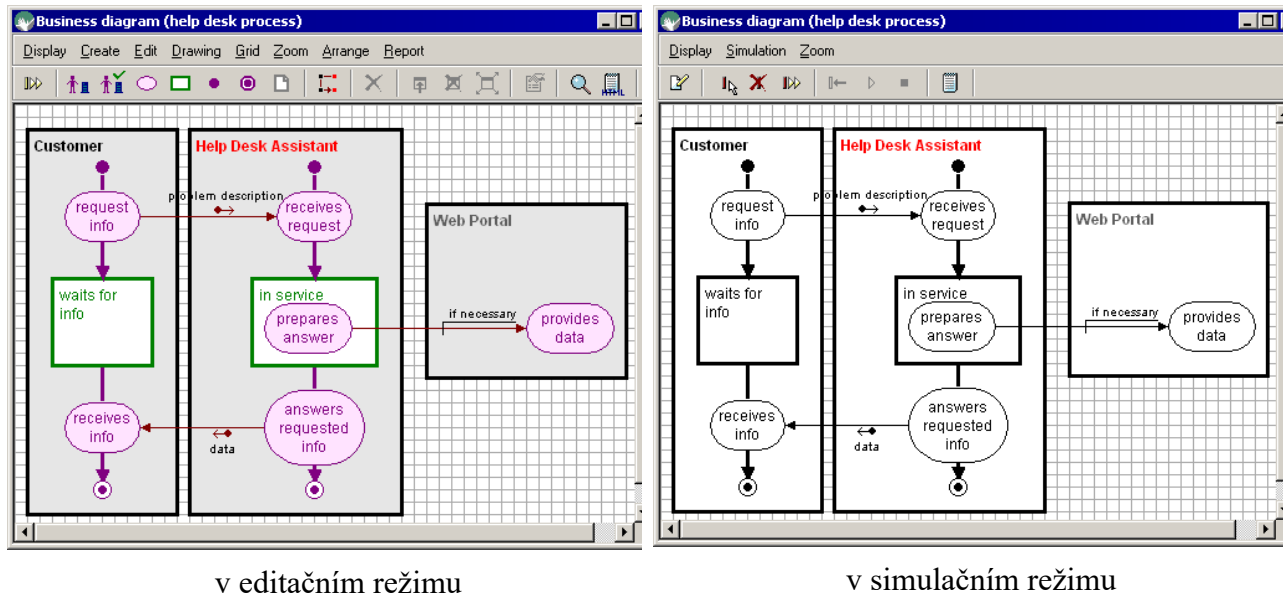 Business diagram (help desk process)
Display Create Edit Drawing Grid Zoom Arrange Report
HTML
Customer
Help Desk Assistant
request
info
problem description
receives
request
Web Portal
waits for
info
in service
prepares
answer
if necessary
provides
data
receives
info
data
answers
requested
info
v editačním režimu
Business diagram (help desk process)
Display Simulation Zoom
Customer
Help Desk Assistant
request
info
problem description
receives
request
Web Portal
waits for
info
in service
prepares
answer
if necessary
provides
data
receives
info
data
answers
requested
info
v simulačním režimu